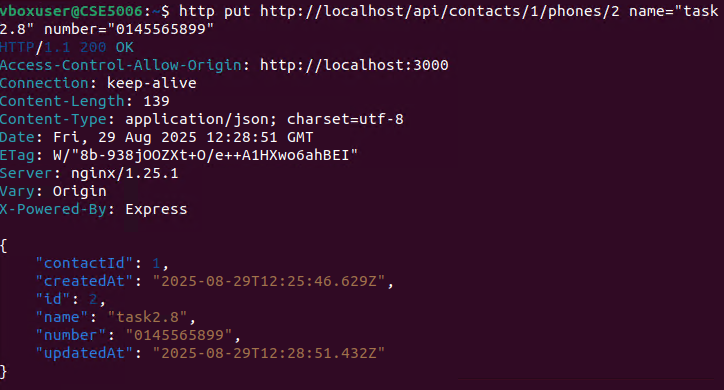 vboxuser@CSE5006:~$ http put http://localhost/api/contacts/1/phones/2 name="task
2.8" number="0145565899"
HTTP/1.1 200 OK
Access-Control-Allow-Origin: http://localhost:3000
Connection: keep-alive
Content-Length: 139
Content-Type: application/json; charset=utf-8
Date: Fri, 29 Aug 2025 12:28:51 GMT
ETag: W/"8b-938jOOZXt+O/e++A1HXwo6ahBEI"
Server: nginx/1.25.1
Vary: Origin
X-Powered-By: Express
{
    "contactId": 1,
    "createdAt": "2025-08-29T12:25:46.629Z",
    "id": 2,
    "name": "task2.8",
    "number": "0145565899",
    "updatedAt": "2025-08-29T12:28:51.432Z"
}